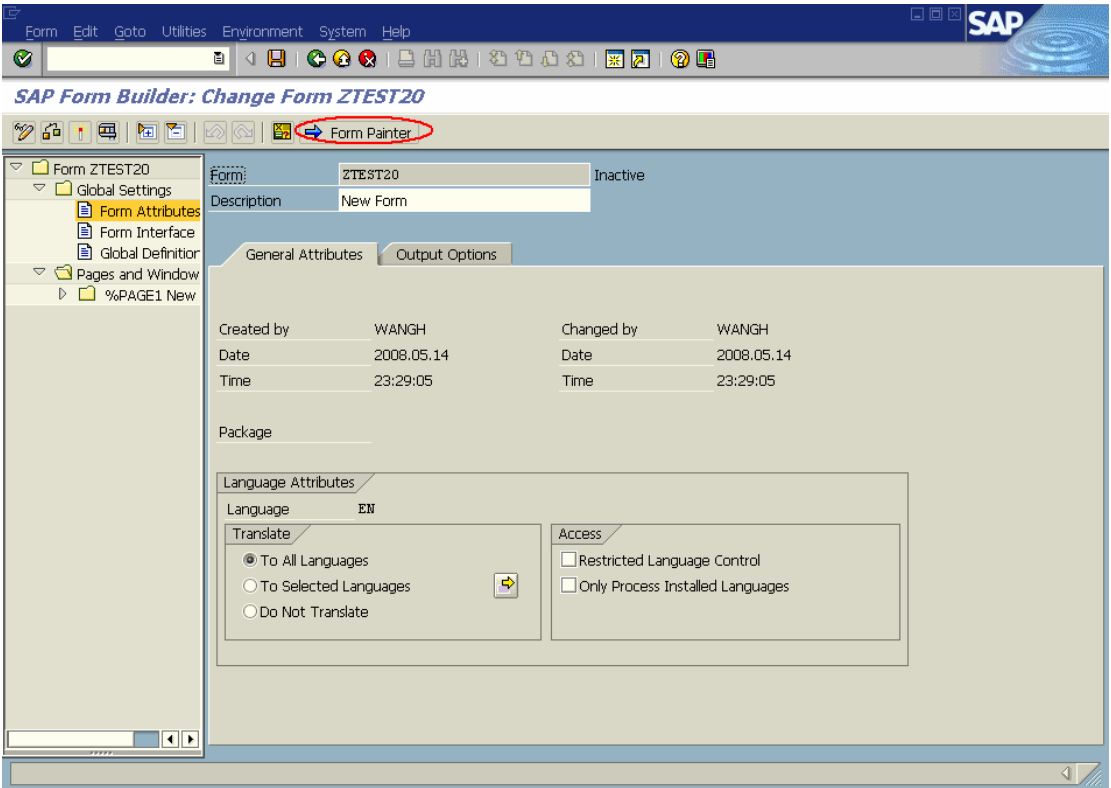 Form Edit Goto Utilities Environment System Help
SAP
SAP Form Builder: Change Form ZTEST20
Form Painter
Form ZTEST20
Global Settings
Form Attributes
Form Interface
Global Definition
Pages and Window
%PAGE1 New
Form ZTEST20 Inactive
Description New Form
General Attributes Output Options
Created by WANGH Changed by WANGH
Date 2008.05.14 Date 2008.05.14
Time 23:29:05 Time 23:29:05
Package
Language Attributes
Language EN
Translate Access
To All Languages Restricted Language Control
To Selected Languages Only Process Installed Languages
Do Not Translate